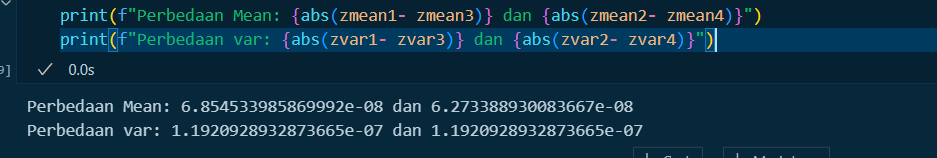 print(f"Perbedaan Mean: {abs(zmean1- zmean3)} dan {abs(zmean2- zmean4)}")
print(f"Perbedaan var: {abs(zvar1- zvar3)} dan {abs(zvar2- zvar4)}")
9]
0.0s
Perbedaan Mean: 6.854533985869992e-08 dan 6.273388930083667e-08
Perbedaan var: 1.1920928932873665e-07 dan 1.1920928932873665e-07